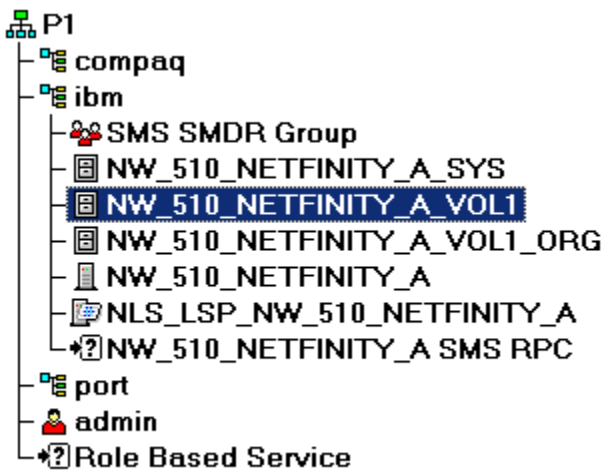 P1
compaq
ibm
SMS SMDR Group
NW_510_NETFINITY_A_SYS
NW_510_NETFINITY_A_VOL1
NW_510_NETFINITY_A_VOL1_ORG
NW_510_NETFINITY_A
NLS_LSP_NW_510_NETFINITY_A
NW_510_NETFINITY_A SMS RPC
port
admin
Role Based Service